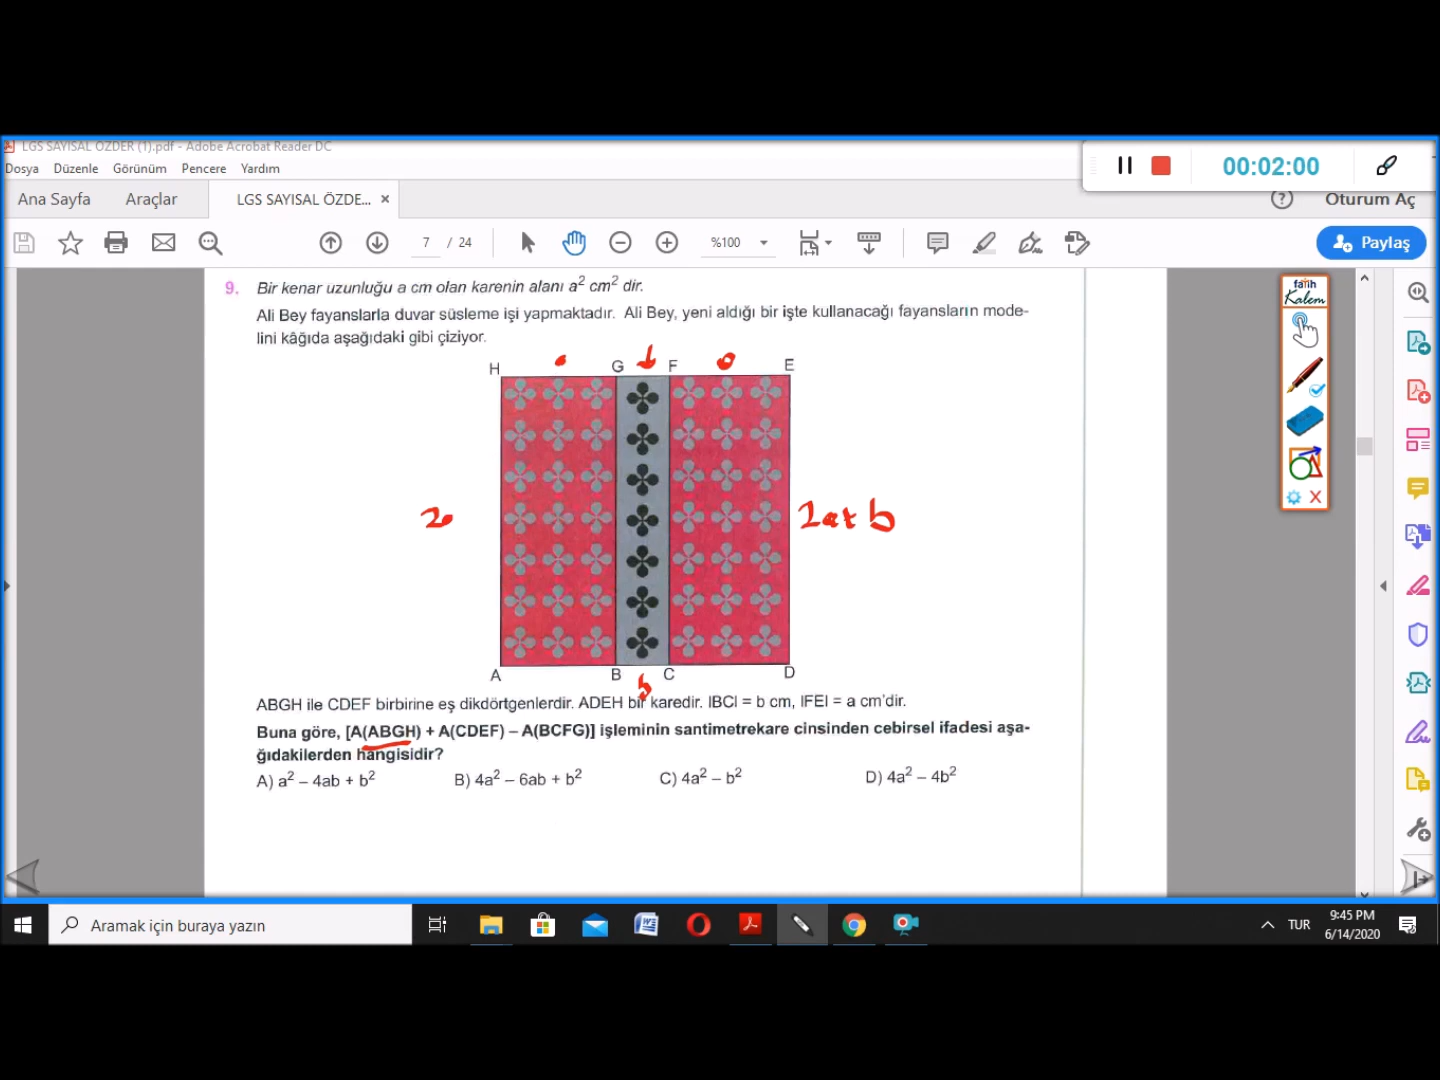 LGS SAYISAL ÖZDER (1).pdf - Adobe Acrobat Reader DC
Dosya Düzenle Görünüm Pencere Yardım
00:02:00
Ana Sayfa Araçlar LGS SAYISAL ÖZDE... × ? Oturum Aç
7 / 24 %100 Paylaş
fatih
Kalem
9. Bir kenar uzunluğu a cm olan karenin alanı a² cm² dir.
Ali Bey fayanslarla duvar süsleme işi yapmaktadır. Ali Bey, yeni aldığı bir işte kullanacağı fayansların mode-
lini kâğıda aşağıdaki gibi çiziyor.
H G F E
2a+b
A B C D
b
ABGH ile CDEF birbirine eş dikdörtgenlerdir. ADEH bir karedir. IBCI = b cm, IFEI = a cm'dir.
Buna göre, [A(ABGH) + A(CDEF) – A(BCFG)] işleminin santimetrekare cinsinden cebirsel ifadesi aşa-
ğıdakilerden hangisidir?
A) a² – 4ab + b² B) 4a² – 6ab + b² C) 4a² – b² D) 4a² – 4b²
X
Aramak için buraya yazın
TUR
9:45 PM
6/14/2020